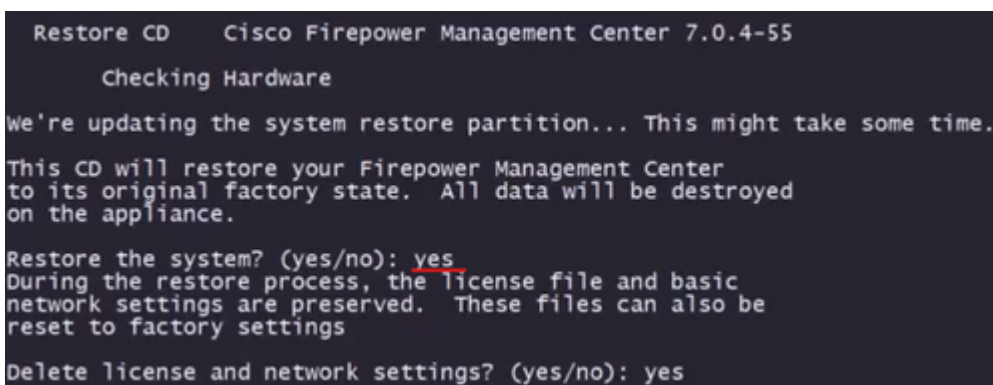 Restore CD Cisco Firepower Management Center 7.0.4-55
Checking Hardware
We're updating the system restore partition... This might take some time.
This CD will restore your Firepower Management Center
to its original factory state. All data will be destroyed
on the appliance.
Restore the system? (yes/no): yes
During the restore process, the license file and basic
network settings are preserved. These files can also be
reset to factory settings
Delete license and network settings? (yes/no): yes